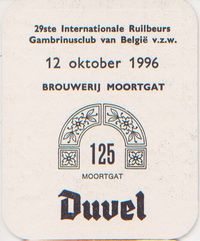 29ste Internationale Ruilbeurs
Gambrinusclub van België v.z.w.
12 oktober 1996
BROUWERIJ MOORTGAT
125
MOORTGAT
Duvel